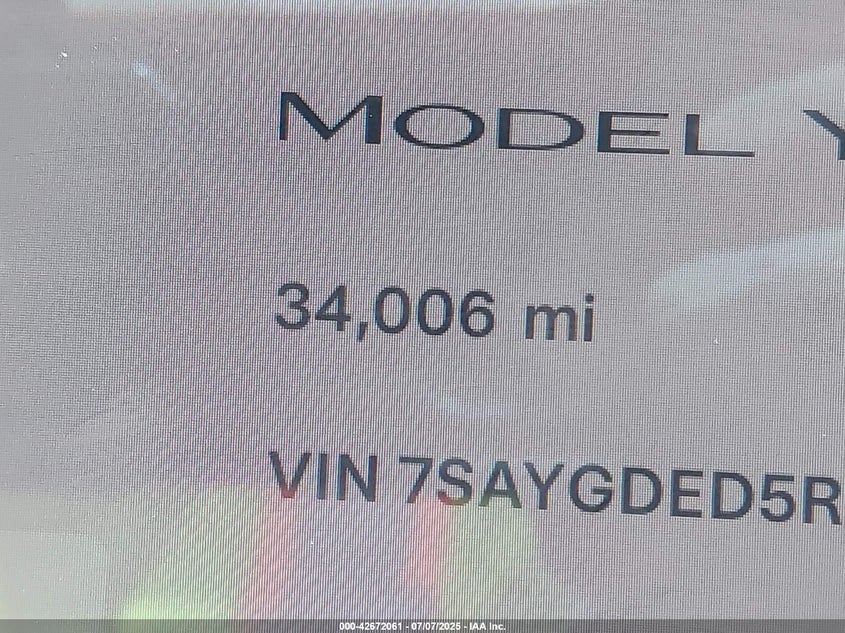 MODEL Y
34,006 mi
VIN 7SAYGDED5R
000-42672061 - 07/07/2025 - IAA Inc.